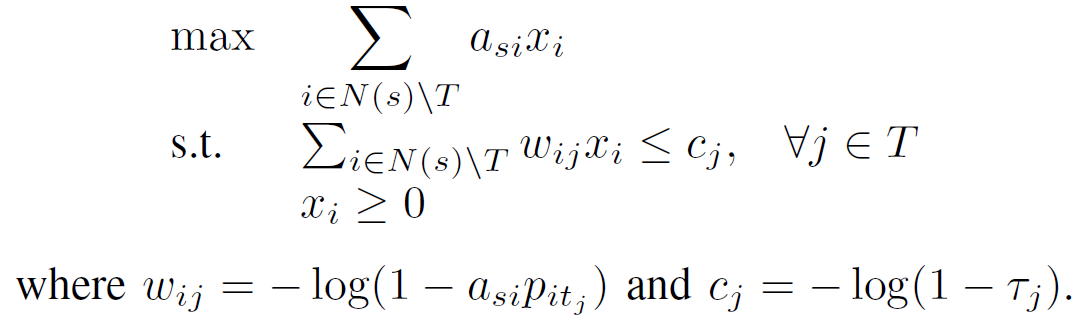 max ∑_{i∈N(s)\T} a_{si}x_i
s.t. ∑_{i∈N(s)\T} w_{ij}x_i ≤ c_j, ∀j ∈ T
x_i ≥ 0
where w_{ij} = − log(1 − a_{si}p_{it_j}) and c_j = − log(1 − τ_j).